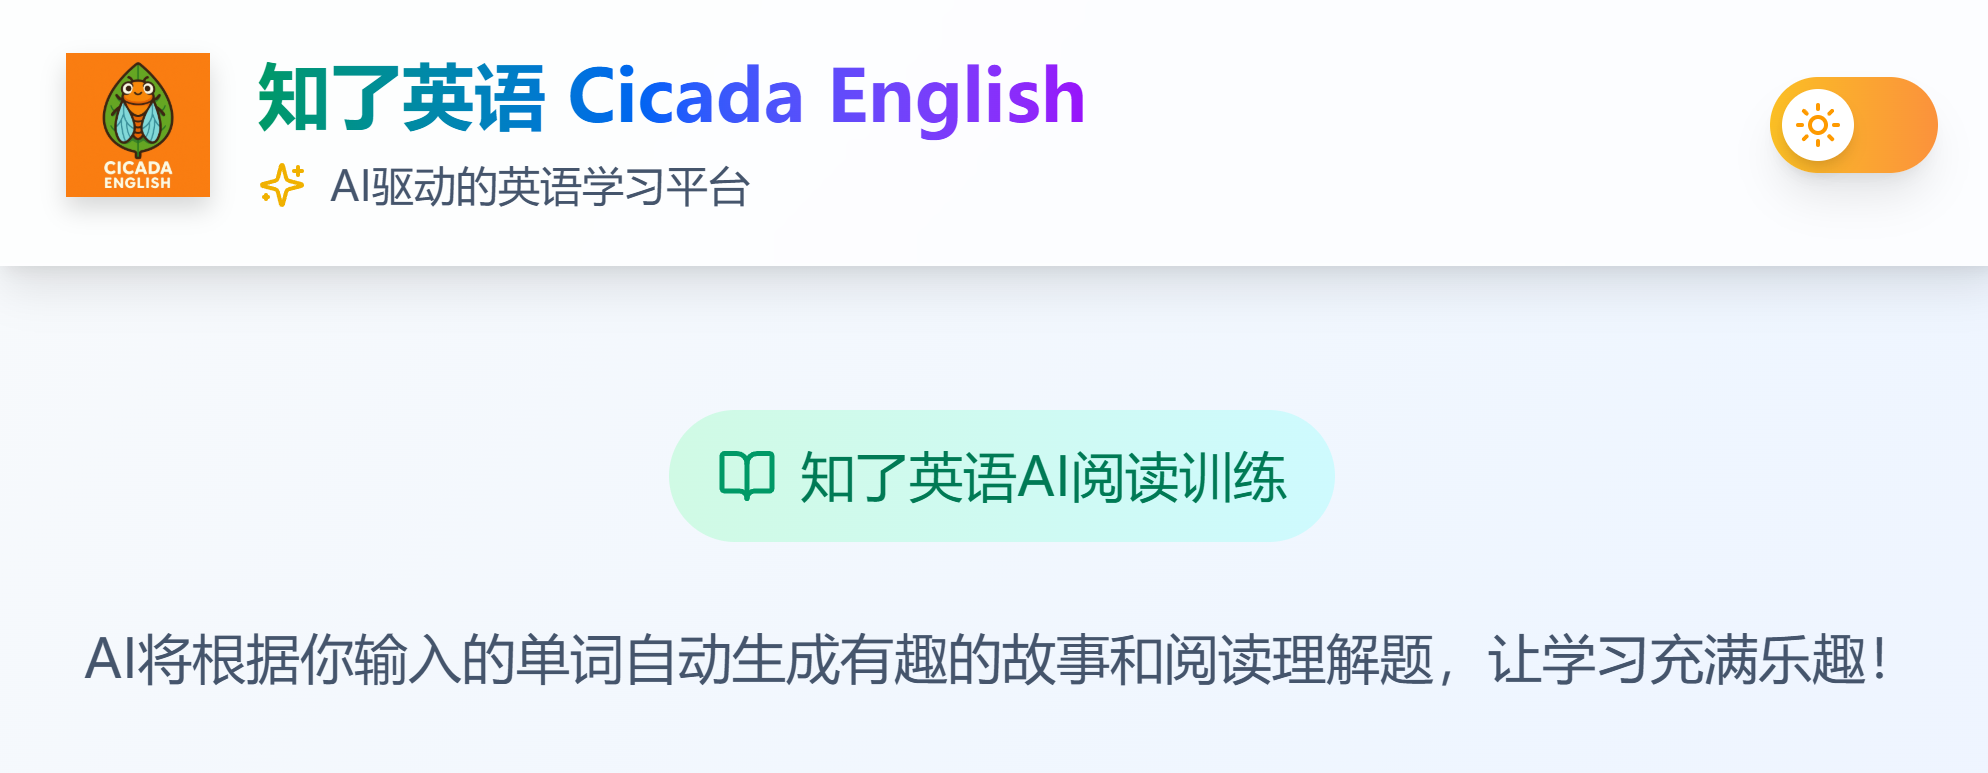 CICADA
ENGLISH
知了英语 Cicada English
AI驱动的英语学习平台
知了英语AI阅读训练
AI将根据你输入的单词自动生成有趣的故事和阅读理解题，让学习充满乐趣！